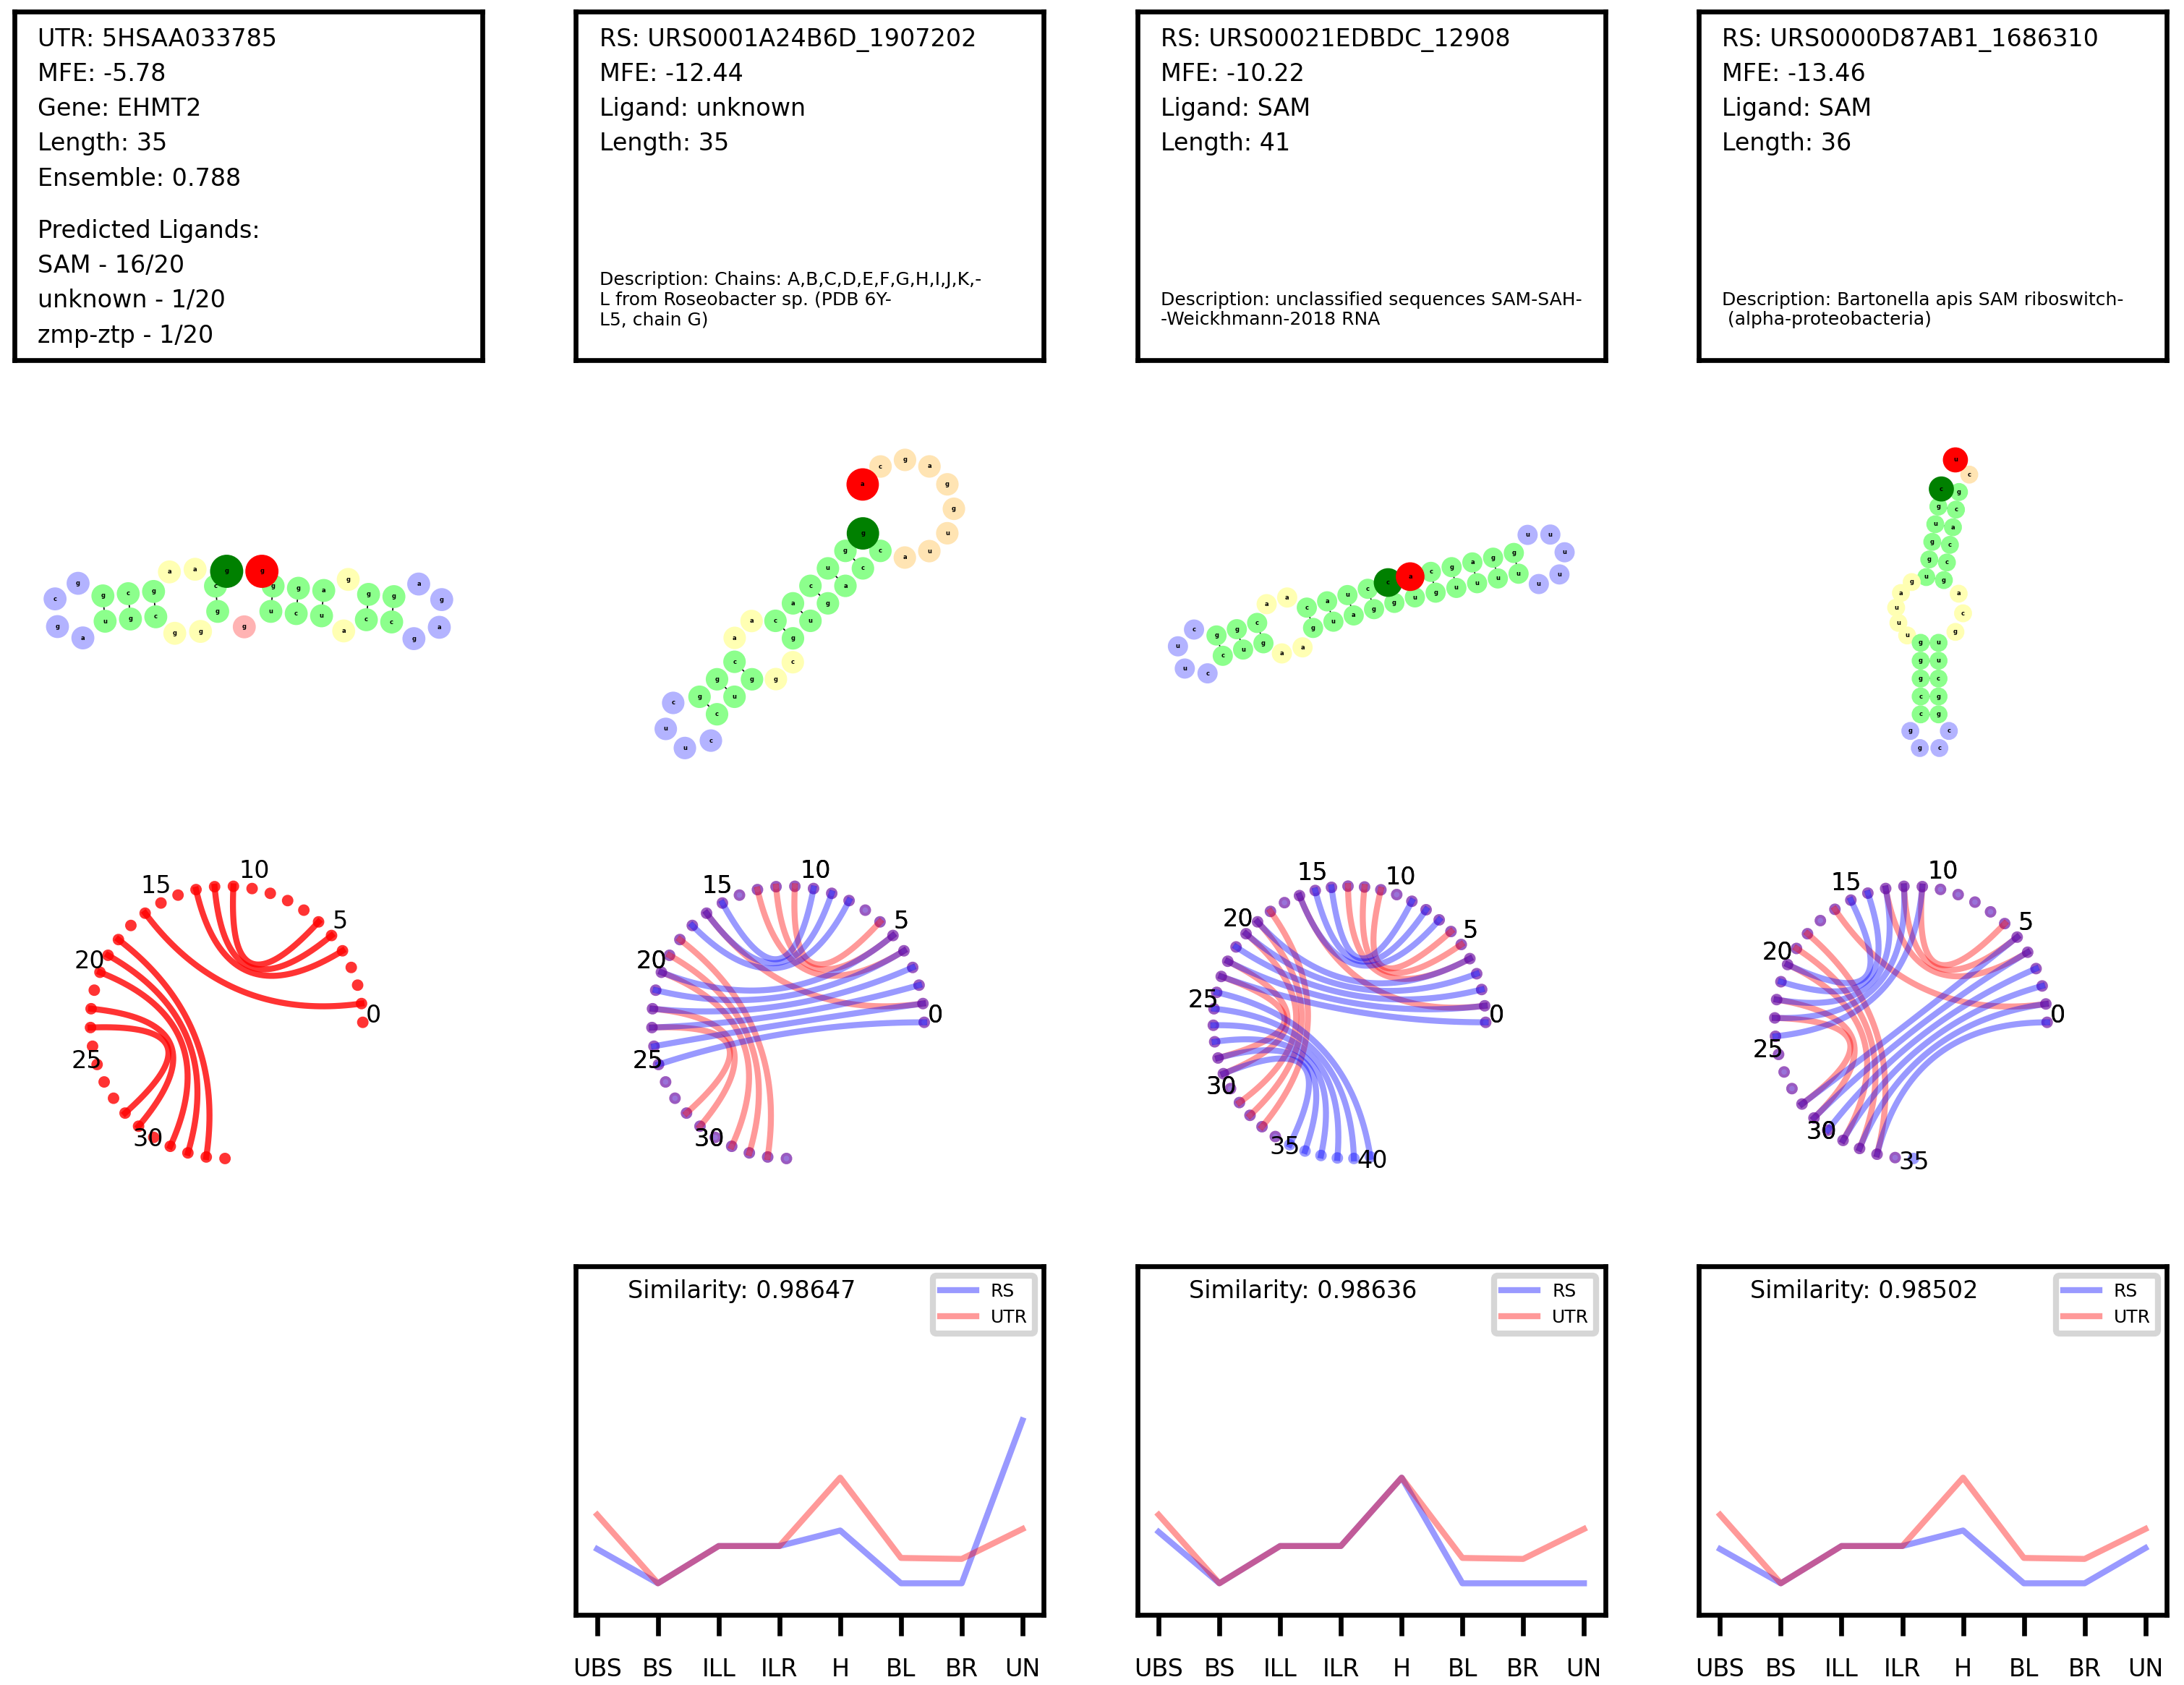 UTR: 5HSAA033785
MFE: -5.78
Gene: EHMT2
Length: 35
Ensemble: 0.788
Predicted Ligands:
SAM - 16/20
unknown - 1/20
zmp-ztp - 1/20
RS: URS0001A24B6D_1907202
MFE: -12.44
Ligand: unknown
Length: 35
Description: Chains: A,B,C,D,E,F,G,H,I,J,K,-
L from Roseobacter sp. (PDB 6Y-
L5, chain G)
RS: URS00021EDBDC_12908
MFE: -10.22
Ligand: SAM
Length: 41
Description: unclassified sequences SAM-SAH-
-Weickhmann-2018 RNA
RS: URS0000D87AB1_1686310
MFE: -13.46
Ligand: SAM
Length: 36
Description: Bartonella apis SAM riboswitch-
(alpha-proteobacteria)
0
5
10
15
20
25
30
0
5
10
15
20
25
30
0
5
10
15
20
25
30
35
40
0
5
10
15
20
25
30
35
Similarity: 0.98647
RS
UTR
UBS BS ILL ILR H BL BR UN
Similarity: 0.98636
RS
UTR
UBS BS ILL ILR H BL BR UN
Similarity: 0.98502
RS
UTR
UBS BS ILL ILR H BL BR UN